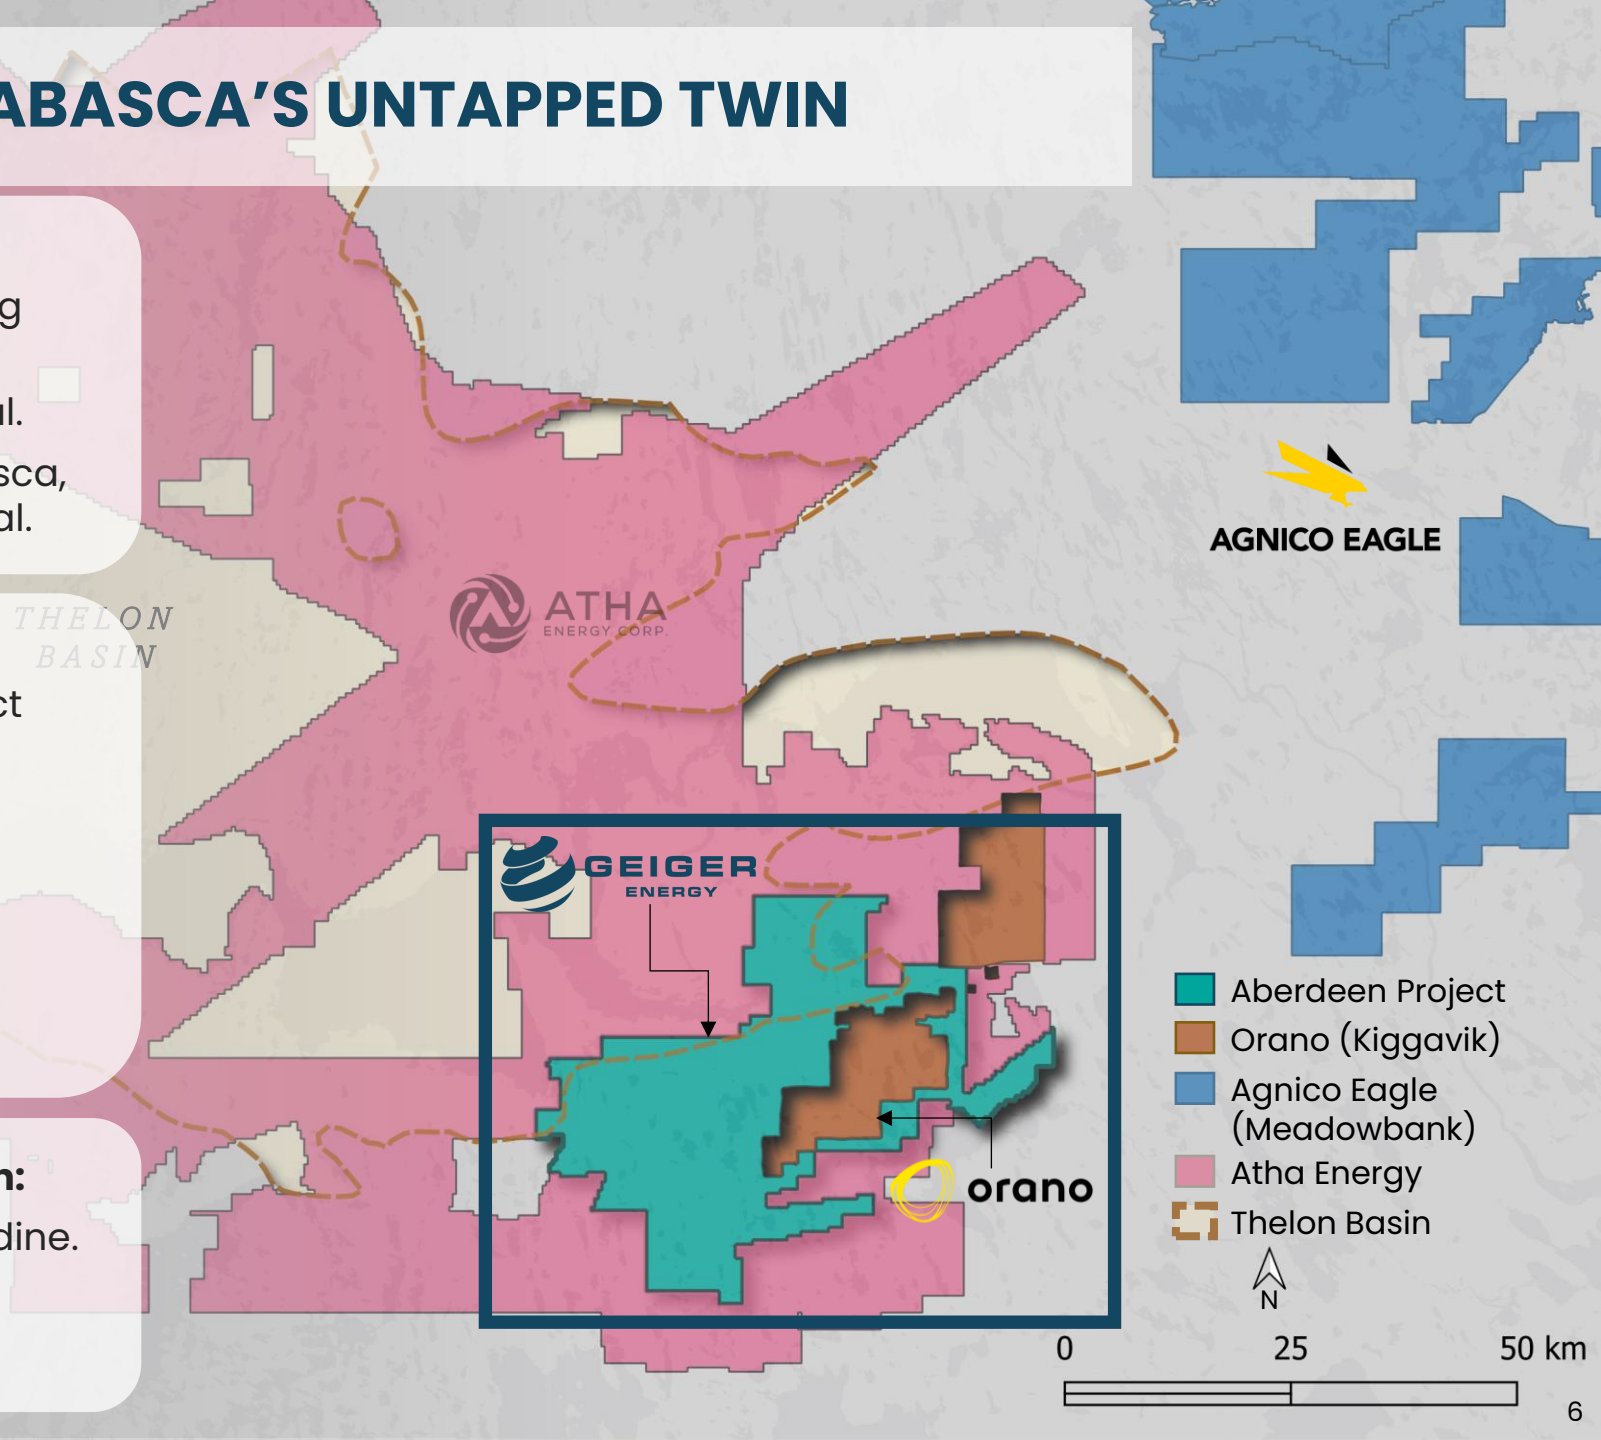 ABASCA'S UNTAPPED TWIN
g
al.
sca,
al.
THELON
BASIN
ct
n:
dine.
ATHA
ENERGY CORP.
AGNICO EAGLE
GEIGER
ENERGY
orano
Aberdeen Project
Orano (Kiggavik)
Agnico Eagle
(Meadowbank)
Atha Energy
Thelon Basin
N
0 25 50 km
6